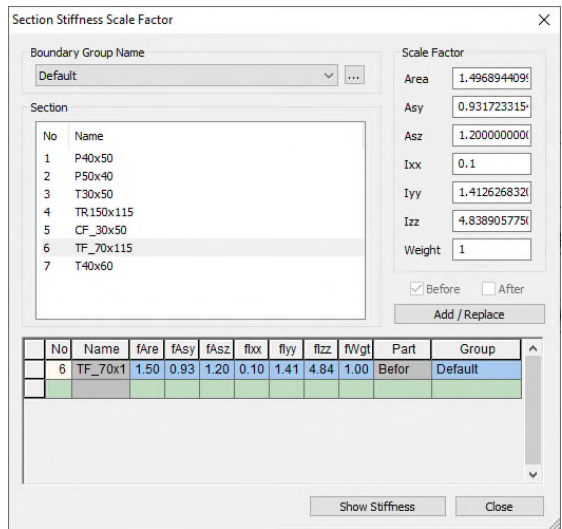 Section Stiffness Scale Factor
Boundary Group Name
Default
...
Section
No Name
1 P40x50
2 P50x40
3 T30x50
4 TR150x115
5 CF_30x50
6 TF_70x115
7 T40x60
Scale Factor
Area 1.496894409
Asy 0.931723315
Asz 1.200000000
Ixx 0.1
Iyy 1.412626832
Izz 4.838905775
Weight 1
Before After
Add / Replace
No Name fAre fAsy fAsz fIxx fIyy fIzz fWgt Part Group
6 TF_70x1 1.50 0.93 1.20 0.10 1.41 4.84 1.00 Befor Default
Show Stiffness Close